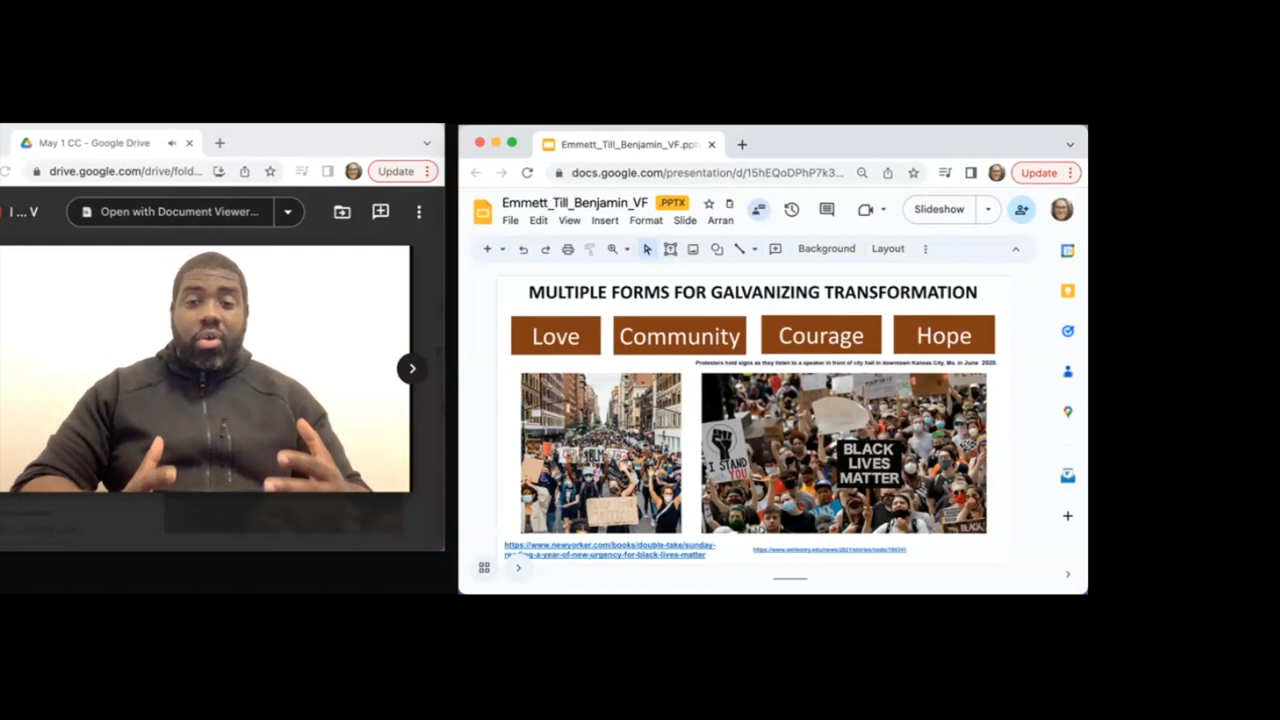 May 1 CC - Google Drive
drive.google.com/drive/fold...
Update
I ... V
Open with Document Viewer...
Emmett_Till_Benjamin_VF.ppt
docs.google.com/presentation/d/15hEQoDPhP7k3...
Update
Emmett_Till_Benjamin_VF
.PPTX
File Edit View Insert Format Slide Arran
Slideshow
Background
Layout
MULTIPLE FORMS FOR GALVANIZING TRANSFORMATION
Love
Community
Courage
Hope
Protesters hold signs as they listen to a speaker in front of city hall in downtown Kansas City, Mo. in June 2020.
BLM
I STAND
YOU
BLACK
LIVES
MATTER
BLACK
https://www.newyorker.com/books/double-take/sunday-
reading-a-year-of-new-urgency-for-black-lives-matter